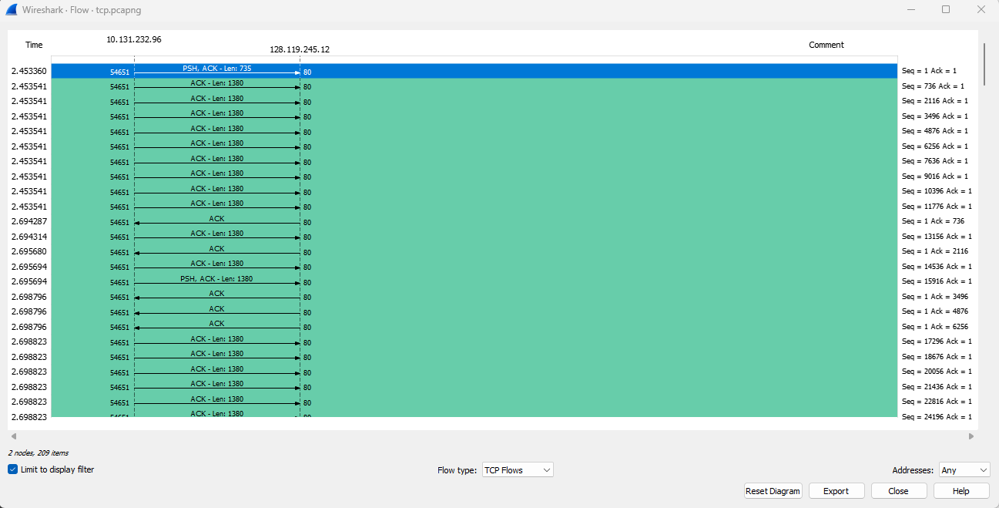 Wireshark · Flow · tcp.pcapng
Time 10.131.232.96 128.119.245.12 Comment
2.453360 54651 PSH, ACK - Len: 735 80 Seq = 1 Ack = 1
2.453541 54651 ACK - Len: 1380 80 Seq = 736 Ack = 1
2.453541 54651 ACK - Len: 1380 80 Seq = 2116 Ack = 1
2.453541 54651 ACK - Len: 1380 80 Seq = 3496 Ack = 1
2.453541 54651 ACK - Len: 1380 80 Seq = 4876 Ack = 1
2.453541 54651 ACK - Len: 1380 80 Seq = 6256 Ack = 1
2.453541 54651 ACK - Len: 1380 80 Seq = 7636 Ack = 1
2.453541 54651 ACK - Len: 1380 80 Seq = 9016 Ack = 1
2.453541 54651 ACK - Len: 1380 80 Seq = 10396 Ack = 1
2.453541 54651 ACK - Len: 1380 80 Seq = 11776 Ack = 1
2.694287 54651 ACK 80 Seq = 1 Ack = 736
2.694314 54651 ACK - Len: 1380 80 Seq = 13156 Ack = 1
2.695680 54651 ACK 80 Seq = 1 Ack = 2116
2.695694 54651 ACK - Len: 1380 80 Seq = 14536 Ack = 1
2.695694 54651 PSH, ACK - Len: 1380 80 Seq = 15916 Ack = 1
2.698796 54651 ACK 80 Seq = 1 Ack = 3496
2.698796 54651 ACK 80 Seq = 1 Ack = 4876
2.698796 54651 ACK 80 Seq = 1 Ack = 6256
2.698823 54651 ACK - Len: 1380 80 Seq = 17296 Ack = 1
2.698823 54651 ACK - Len: 1380 80 Seq = 18676 Ack = 1
2.698823 54651 ACK - Len: 1380 80 Seq = 20056 Ack = 1
2.698823 54651 ACK - Len: 1380 80 Seq = 21436 Ack = 1
2.698823 54651 ACK - Len: 1380 80 Seq = 22816 Ack = 1
2.698823 54651 ACK - Len: 1380 80 Seq = 24196 Ack = 1
2 nodes, 209 items
Limit to display filter Flow type: TCP Flows Addresses: Any
Reset Diagram Export Close Help